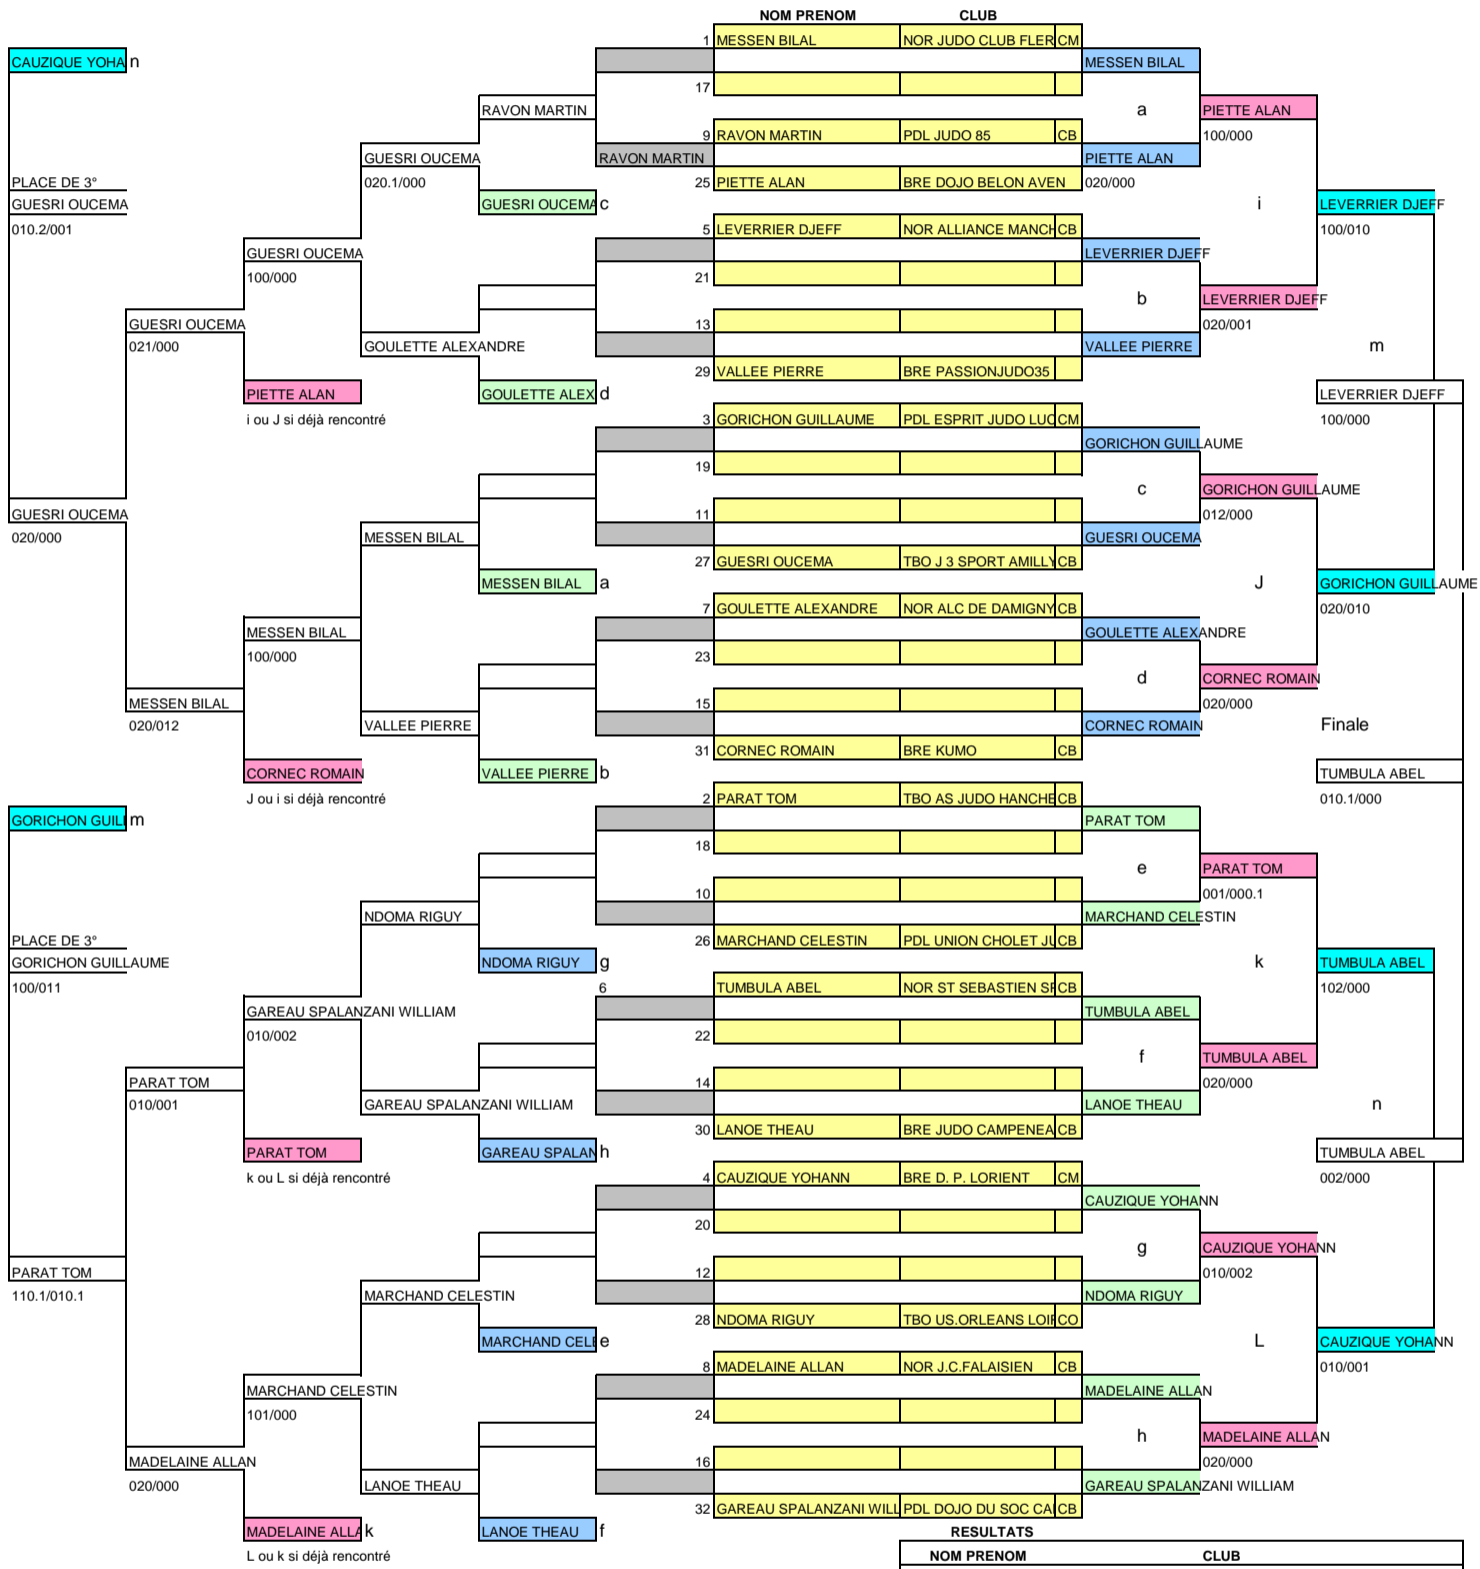 NOM PRENOM CLUB
1 MESSEN BILAL NOR JUDO CLUB FLER CM
CAUZIQUE YOHA n MESSEN BILAL
17
RAVON MARTIN a PIETTE ALAN
9 RAVON MARTIN PDL JUDO 85 CB 100/000
GUESRI OUCEMA RAVON MARTIN PIETTE ALAN
PLACE DE 3° 020.1/000 25 PIETTE ALAN BRE DOJO BELON AVEN 020/000
GUESRI OUCEMA GUESRI OUCEMA c i LEVERRIER DJEFF
010.2/001 5 LEVERRIER DJEFF NOR ALLIANCE MANCH CB 100/010
GUESRI OUCEMA LEVERRIER DJEFF
100/000 21
b LEVERRIER DJEFF
GUESRI OUCEMA 13 020/001
021/000 GOULETTE ALEXANDRE VALLEE PIERRE m
29 VALLEE PIERRE BRE PASSIONJUDO35
PIETTE ALAN GOULETTE ALEX d LEVERRIER DJEFF
i ou J si déjà rencontré 3 GORICHON GUILLAUME PDL ESPRIT JUDO LUC CM 100/000
GORICHON GUILLAUME
19
c GORICHON GUILLAUME
GUESRI OUCEMA 11 012/000
020/000 MESSEN BILAL GUESRI OUCEMA
27 GUESRI OUCEMA TBO J 3 SPORT AMILLY CB
MESSEN BILAL a J GORICHON GUILLAUME
7 GOULETTE ALEXANDRE NOR ALC DE DAMIGNY CB 020/010
MESSEN BILAL GOULETTE ALEXANDRE
100/000 23
d CORNEC ROMAIN
MESSEN BILAL 15 020/000
020/012 VALLEE PIERRE CORNEC ROMAIN Finale
31 CORNEC ROMAIN BRE KUMO CB
CORNEC ROMAIN VALLEE PIERRE b TUMBULA ABEL
J ou i si déjà rencontré 2 PARAT TOM TBO AS JUDO HANCHE CB 010.1/000
GORICHON GUIL m PARAT TOM
18
e PARAT TOM
10 001/000.1
NDOMA RIGUY MARCHAND CELESTIN
PLACE DE 3° 26 MARCHAND CELESTIN PDL UNION CHOLET JU CB
GORICHON GUILLAUME NDOMA RIGUY g k TUMBULA ABEL
100/011 6 TUMBULA ABEL NOR ST SEBASTIEN SP CB 102/000
GAREAU SPALANZANI WILLIAM TUMBULA ABEL
010/002 22
f TUMBULA ABEL
PARAT TOM 14 020/000
010/001 GAREAU SPALANZANI WILLIAM LANOE THEAU n
30 LANOE THEAU BRE JUDO CAMPENEA CB
PARAT TOM GAREAU SPALAN h TUMBULA ABEL
k ou L si déjà rencontré 4 CAUZIQUE YOHANN BRE D. P. LORIENT CM 002/000
CAUZIQUE YOHANN
20
g CAUZIQUE YOHANN
PARAT TOM 12 010/002
110.1/010.1 MARCHAND CELESTIN NDOMA RIGUY
28 NDOMA RIGUY TBO US.ORLEANS LOIR CO
MARCHAND CELE e L CAUZIQUE YOHANN
8 MADELAINE ALLAN NOR J.C.FALAISIEN CB 010/001
MARCHAND CELESTIN MADELAINE ALLAN
101/000 24
h MADELAINE ALLAN
MADELAINE ALLAN 16 020/000
020/000 LANOE THEAU GAREAU SPALANZANI WILLIAM
32 GAREAU SPALANZANI WILL PDL DOJO DU SOC CAI CB
MADELAINE ALLA k LANOE THEAU f RESULTATS
L ou k si déjà rencontré NOM PRENOM CLUB